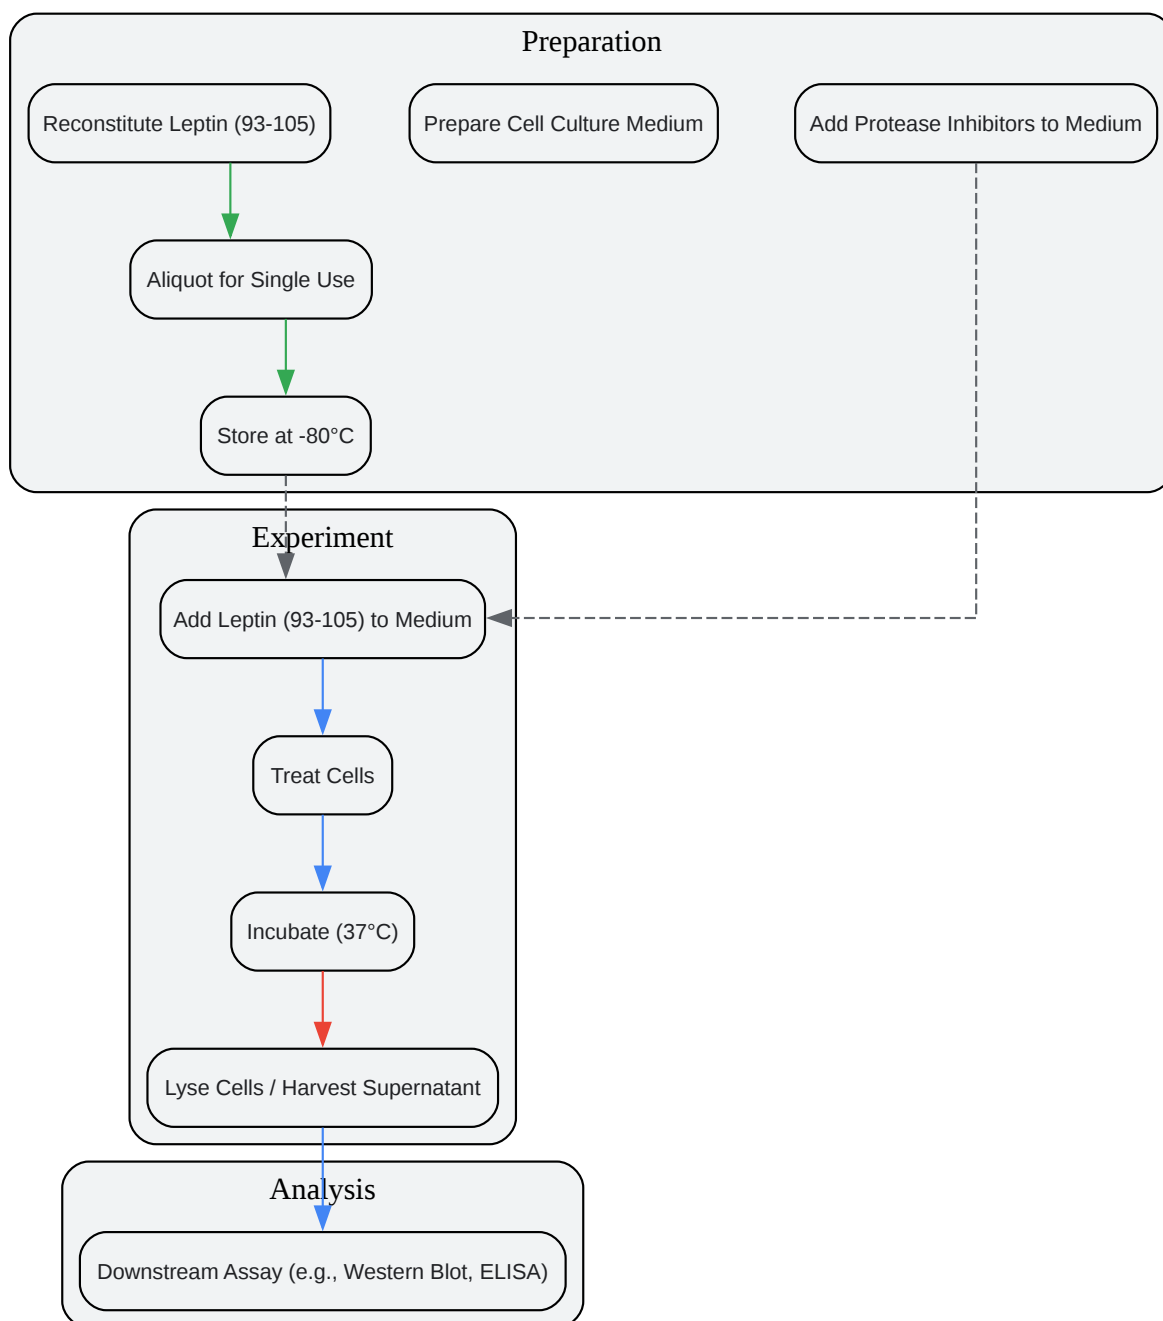 Preparation
Reconstitute Leptin (93-105)
Prepare Cell Culture Medium
Add Protease Inhibitors to Medium
Aliquot for Single Use
Store at -80°C
Experiment
Add Leptin (93-105) to Medium
Treat Cells
Incubate (37°C)
Lyse Cells / Harvest Supernatant
Analysis
Downstream Assay (e.g., Western Blot, ELISA)